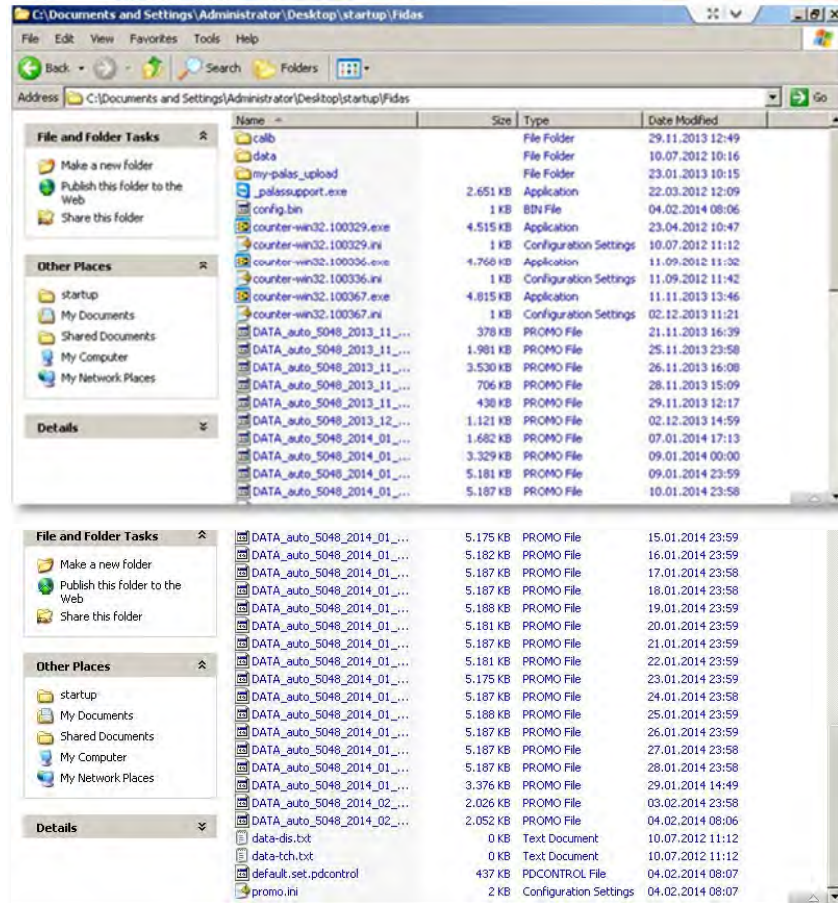 C:\Documents and Settings\Administrator\Desktop\startup\Fidas
File Edit View Favorites Tools Help
Back Search Folders
Address C:\Documents and Settings\Administrator\Desktop\startup\Fidas Go
File and Folder Tasks
Make a new folder
Publish this folder to the
Web
Share this folder
Other Places
startup
My Documents
Shared Documents
My Computer
My Network Places
Details
Name Size Type Date Modified
calib File Folder 29.11.2013 12:49
data File Folder 10.07.2012 10:16
my-palas_upload File Folder 23.01.2013 10:15
_palassupport.exe 2.651 KB Application 22.03.2012 12:09
config.bin 1 KB BIN File 04.02.2014 08:06
counter-win32.100329.exe 4.515 KB Application 23.04.2012 10:47
counter-win32.100329.ini 1 KB Configuration Settings 10.07.2012 11:12
counter-win32.100336.exe 4.768 KB Application 11.09.2012 11:32
counter-win32.100336.ini 1 KB Configuration Settings 11.09.2012 11:42
counter-win32.100367.exe 4.815 KB Application 11.11.2013 13:46
counter-win32.100367.ini 1 KB Configuration Settings 02.12.2013 11:21
DATA_auto_5048_2013_11_... 378 KB PROMO File 21.11.2013 16:39
DATA_auto_5048_2013_11_... 1.981 KB PROMO File 25.11.2013 23:58
DATA_auto_5048_2013_11_... 3.530 KB PROMO File 26.11.2013 16:08
DATA_auto_5048_2013_11_... 706 KB PROMO File 28.11.2013 15:09
DATA_auto_5048_2013_11_... 438 KB PROMO File 29.11.2013 12:17
DATA_auto_5048_2013_12_... 1.121 KB PROMO File 02.12.2013 14:59
DATA_auto_5048_2014_01_... 1.682 KB PROMO File 07.01.2014 17:13
DATA_auto_5048_2014_01_... 3.329 KB PROMO File 09.01.2014 00:00
DATA_auto_5048_2014_01_... 5.181 KB PROMO File 09.01.2014 23:59
DATA_auto_5048_2014_01_... 5.187 KB PROMO File 10.01.2014 23:58
File and Folder Tasks
Make a new folder
Publish this folder to the
Web
Share this folder
Other Places
startup
My Documents
Shared Documents
My Computer
My Network Places
Details
DATA_auto_5048_2014_01_... 5.175 KB PROMO File 15.01.2014 23:59
DATA_auto_5048_2014_01_... 5.182 KB PROMO File 16.01.2014 23:59
DATA_auto_5048_2014_01_... 5.187 KB PROMO File 17.01.2014 23:58
DATA_auto_5048_2014_01_... 5.187 KB PROMO File 18.01.2014 23:58
DATA_auto_5048_2014_01_... 5.188 KB PROMO File 19.01.2014 23:59
DATA_auto_5048_2014_01_... 5.181 KB PROMO File 20.01.2014 23:59
DATA_auto_5048_2014_01_... 5.187 KB PROMO File 21.01.2014 23:59
DATA_auto_5048_2014_01_... 5.181 KB PROMO File 22.01.2014 23:59
DATA_auto_5048_2014_01_... 5.175 KB PROMO File 23.01.2014 23:59
DATA_auto_5048_2014_01_... 5.187 KB PROMO File 24.01.2014 23:58
DATA_auto_5048_2014_01_... 5.188 KB PROMO File 25.01.2014 23:59
DATA_auto_5048_2014_01_... 5.187 KB PROMO File 26.01.2014 23:59
DATA_auto_5048_2014_01_... 5.187 KB PROMO File 27.01.2014 23:58
DATA_auto_5048_2014_01_... 5.187 KB PROMO File 28.01.2014 23:58
DATA_auto_5048_2014_01_... 3.376 KB PROMO File 29.01.2014 14:49
DATA_auto_5048_2014_02_... 2.026 KB PROMO File 03.02.2014 23:58
DATA_auto_5048_2014_02_... 2.052 KB PROMO File 04.02.2014 08:06
data-dis.txt 0 KB Text Document 10.07.2012 11:12
data-tch.txt 0 KB Text Document 10.07.2012 11:12
default.set.pdcontrol 437 KB PDCONTROL File 04.02.2014 08:07
promo.ini 2 KB Configuration Settings 04.02.2014 08:07